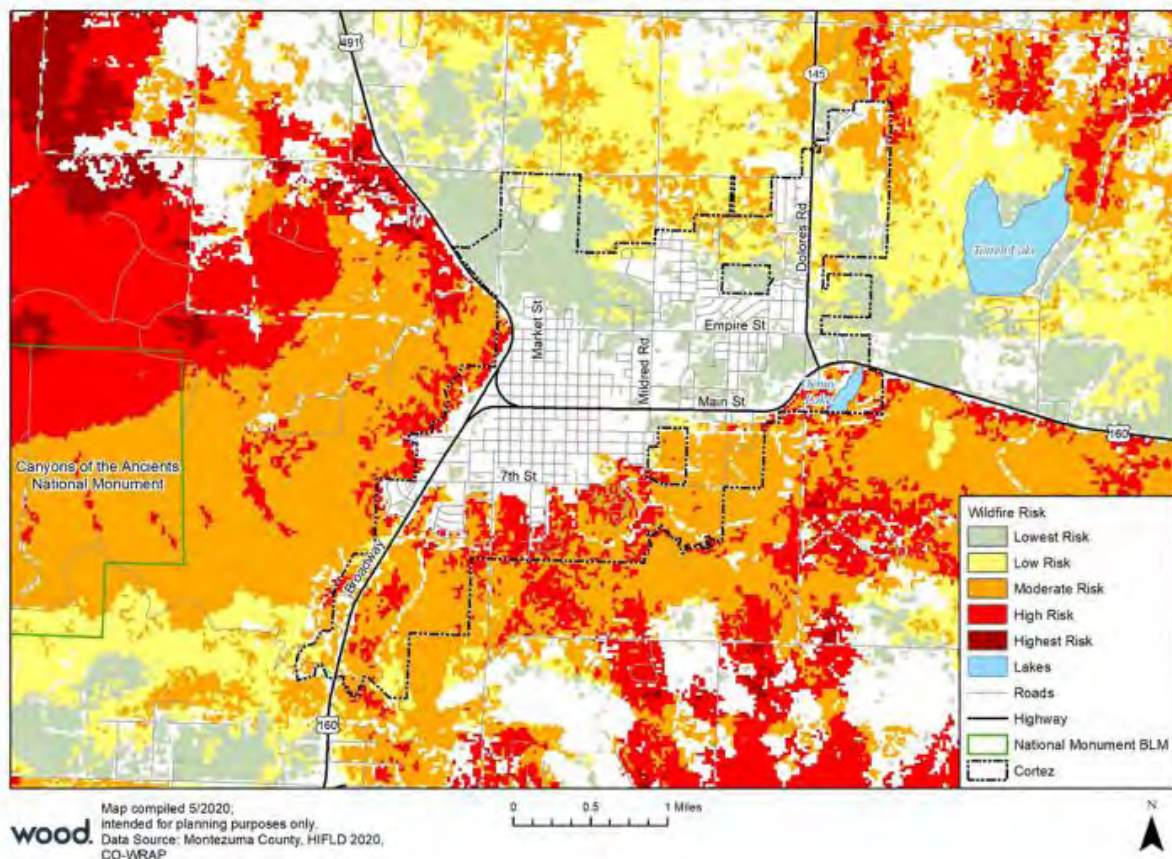 491
145
Totten Lake
Dolores Rd
Market St
Mildred Rd
Empire St
Denny
Lake
Main St
160
Canyons of the Ancients
National Monument
7th St
Broadway
160
Wildfire Risk
Lowest Risk
Low Risk
Moderate Risk
High Risk
Highest Risk
Lakes
Roads
Highway
National Monument BLM
Cortez
wood.
Map compiled 5/2020;
intended for planning purposes only.
Data Source: Montezuma County, HIFLD 2020,
CO-WRAP
0 0.5 1 Miles
N